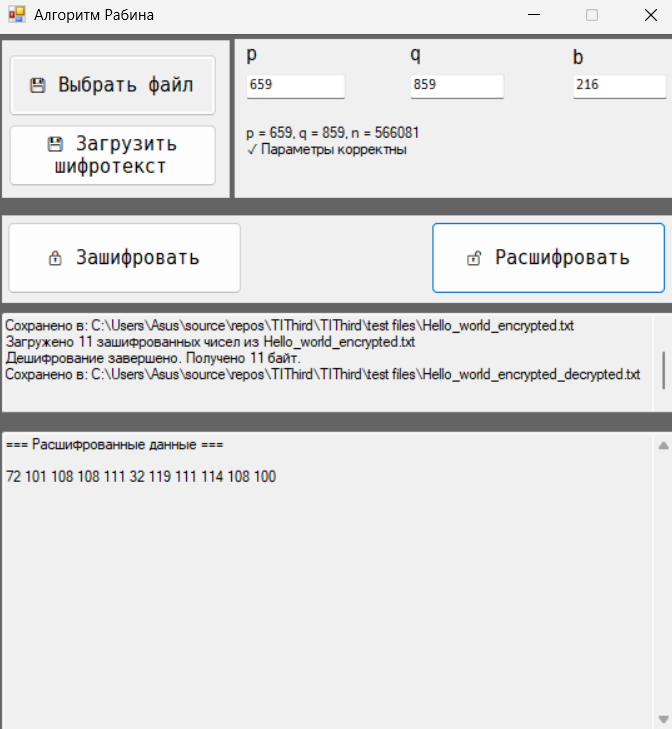 Алгоритм Рабина
Выбрать файл
Загрузить
шифротекст
p q b
659 859 216
p = 659, q = 859, n = 566081
✓ Параметры корректны
Зашифровать
Расшифровать
Сохранено в: C:\Users\Asus\source\repos\TIThird\TIThird\test files\Hello_world_encrypted.txt
Загружено 11 зашифрованных чисел из Hello_world_encrypted.txt
Дешифрование завершено. Получено 11 байт.
Сохранено в: C:\Users\Asus\source\repos\TIThird\TIThird\test files\Hello_world_encrypted_decrypted.txt
=== Расшифрованные данные ===
72 101 108 108 111 32 119 111 114 108 100